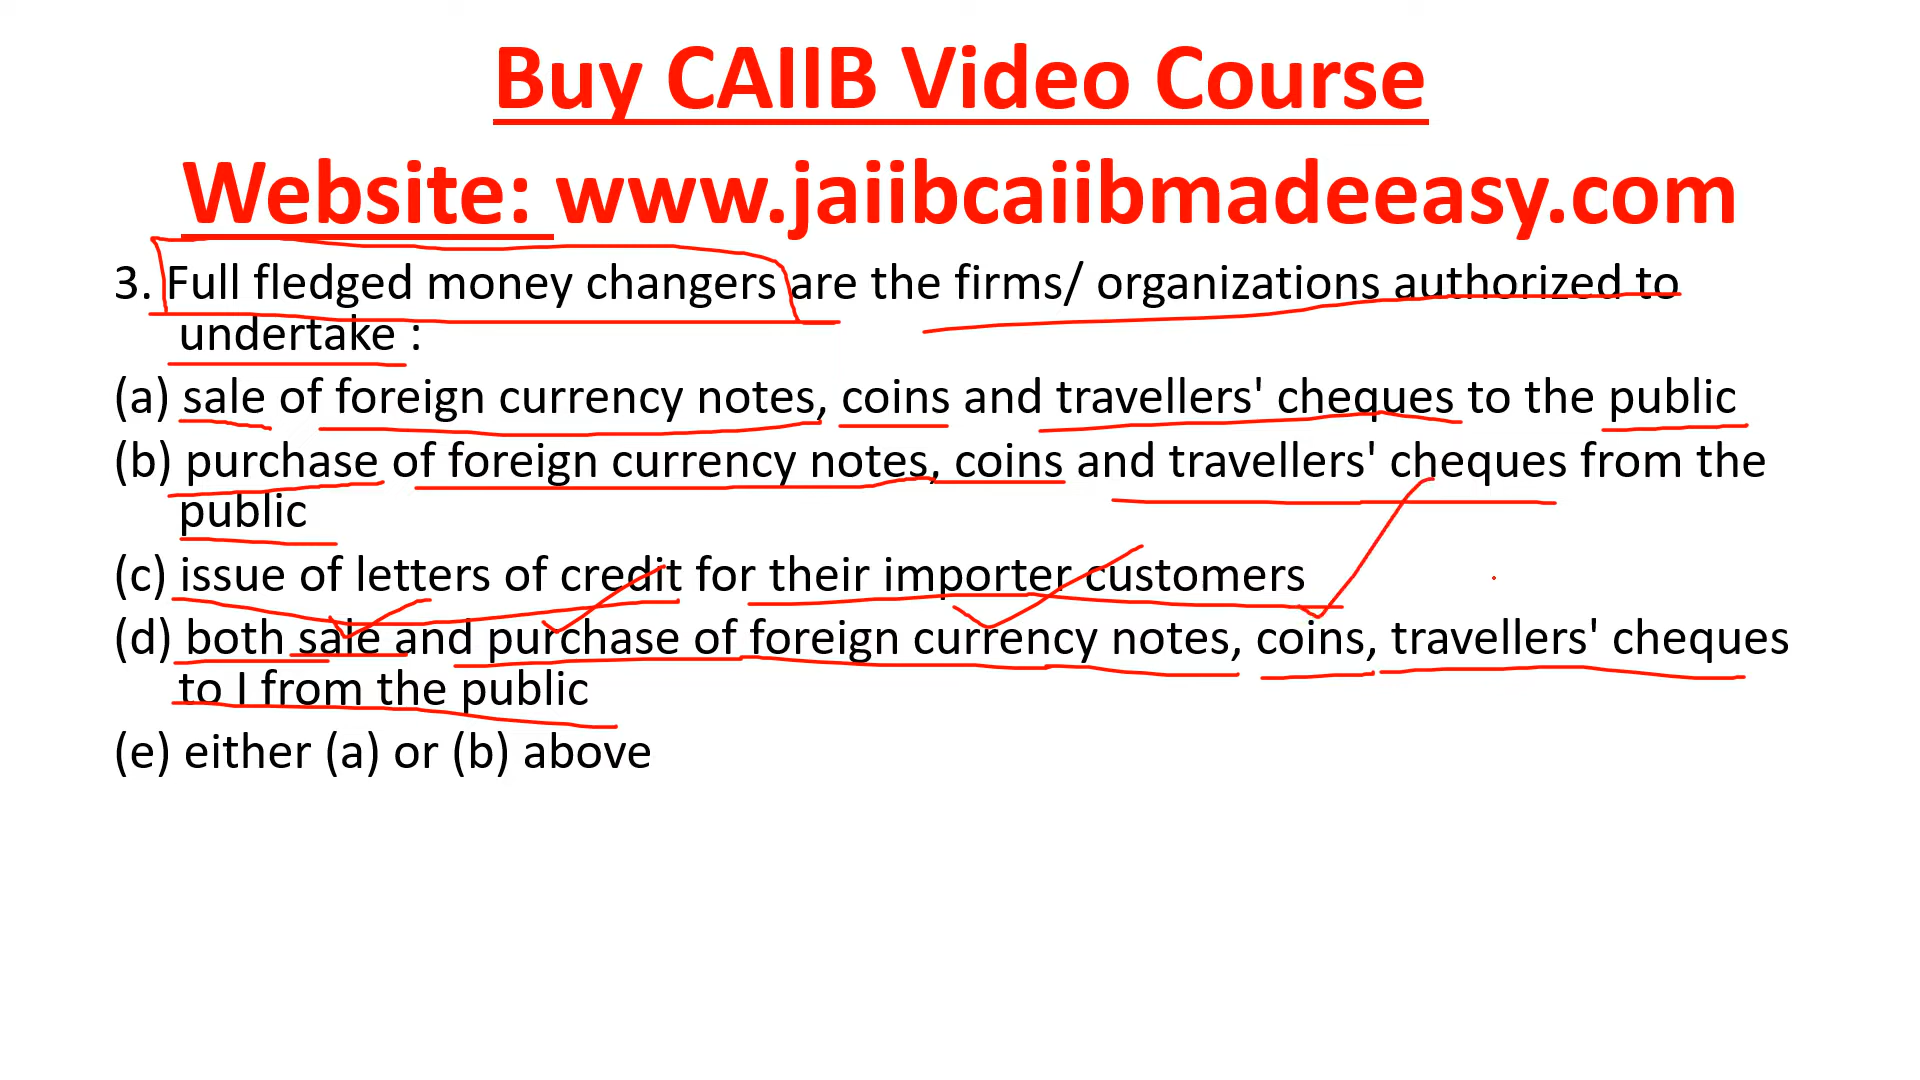 Buy CAIIB Video Course
Website: www.jaiibcaiibmadeeasy.com
3. Full fledged money changers are the firms/ organizations authorized to
undertake :
(a) sale of foreign currency notes, coins and travellers' cheques to the public
(b) purchase of foreign currency notes, coins and travellers' cheques from the
public
(c) issue of letters of credit for their importer customers
(d) both sale and purchase of foreign currency notes, coins, travellers' cheques
to I from the public
(e) either (a) or (b) above